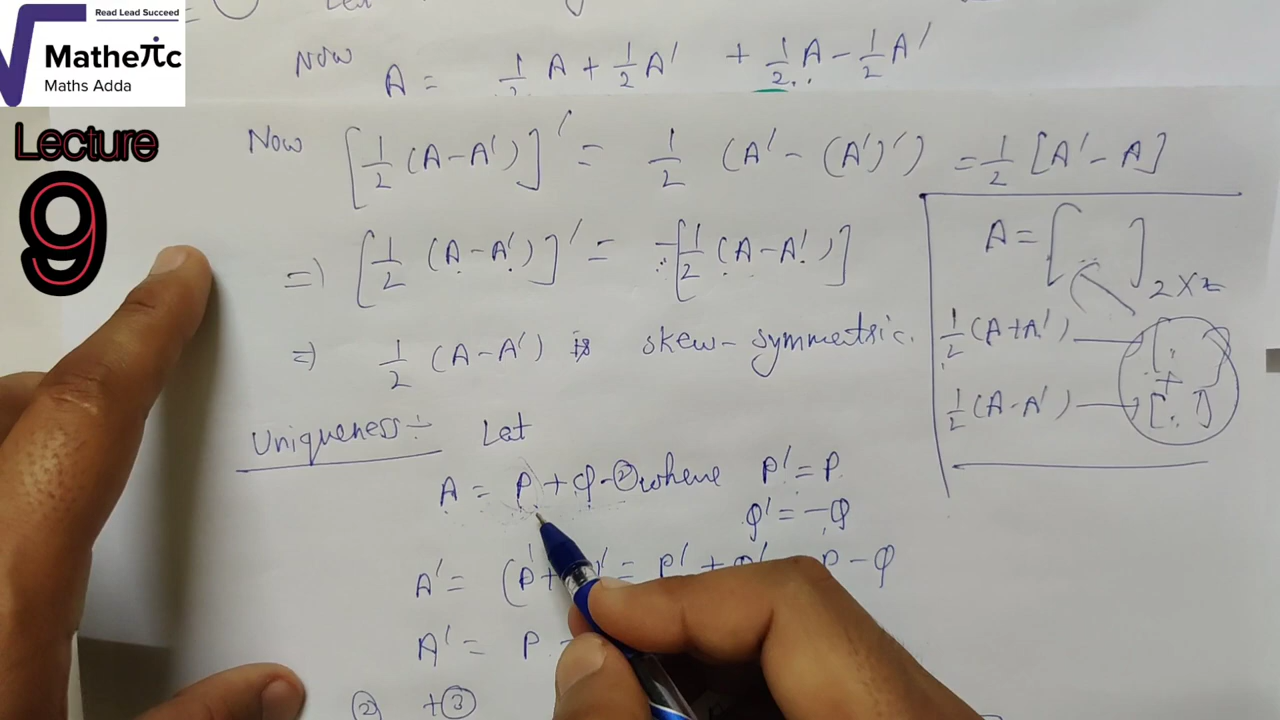 Read Lead Succeed
Matheπc
Maths Adda
Lecture
9
Now A = 1/2 A + 1/2 A' + 1/2 A - 1/2 A'
Now [1/2 (A-A')]' = 1/2 (A' - (A')') = 1/2 [A' - A]
=> [1/2 (A-A')]' = -[1/2 (A-A')]
=> 1/2 (A-A') is skew-symmetric.
A = [ ] 2x2
1/2 (A+A')
1/2 (A-A')
Uniqueness:- Let
A = P + Q - ② where P' = P
Q' = -Q
A' = (P + )' = P' + Q' P - Q
A' = P -
② + ③